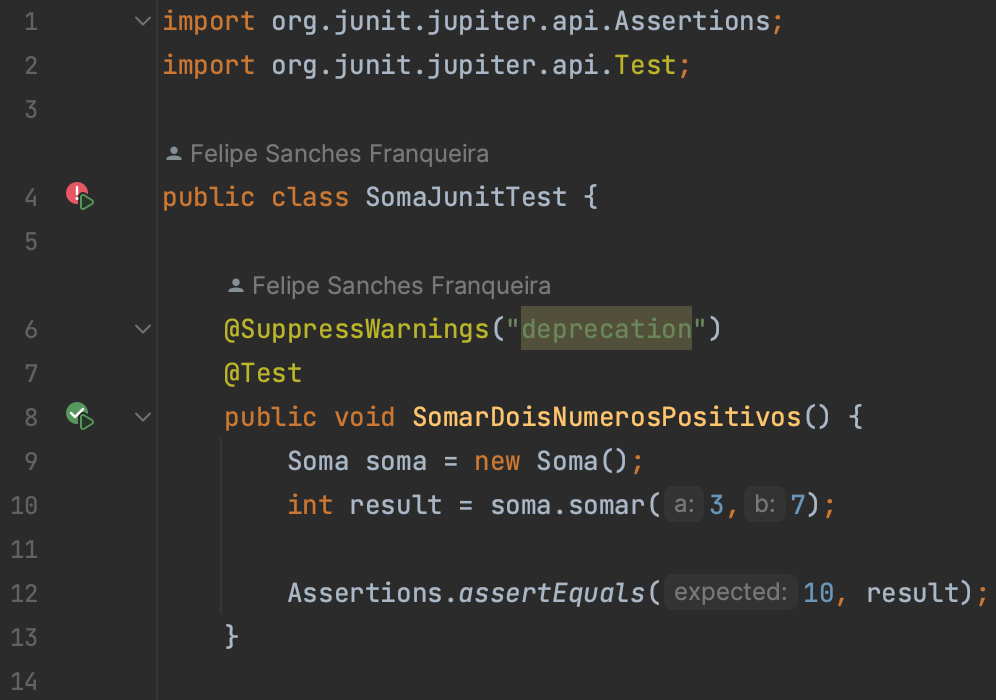 1 import org.junit.jupiter.api.Assertions;
2 import org.junit.jupiter.api.Test;
3
Felipe Sanches Franqueira
4 public class SomaJunitTest {
5
Felipe Sanches Franqueira
6 @SuppressWarnings("deprecation")
7 @Test
8 public void SomarDoisNumerosPositivos() {
9 Soma soma = new Soma();
10 int result = soma.somar( a: 3, b: 7);
11
12 Assertions.assertEquals( expected: 10, result);
13 }
14